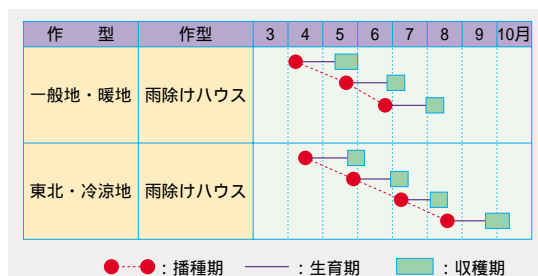 作　型 作型 3 4 5 6 7 8 9 10月
一般地・暖地 雨除けハウス
東北・冷涼地 雨除けハウス
：播種期 ：生育期 ：収穫期